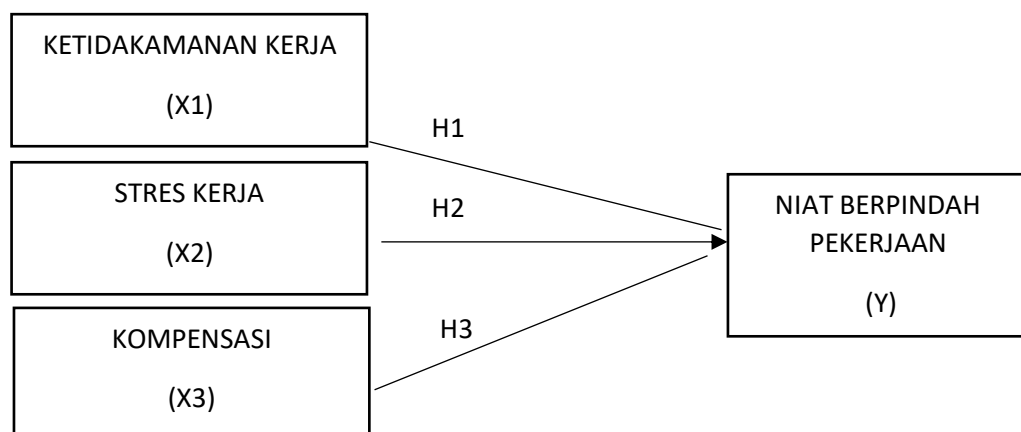 KETIDAKAMANAN KERJA
(X1)
H1
STRES KERJA
(X2)
H2
NIAT BERPINDAH
PEKERJAAN
(Y)
KOMPENSASI
(X3)
H3